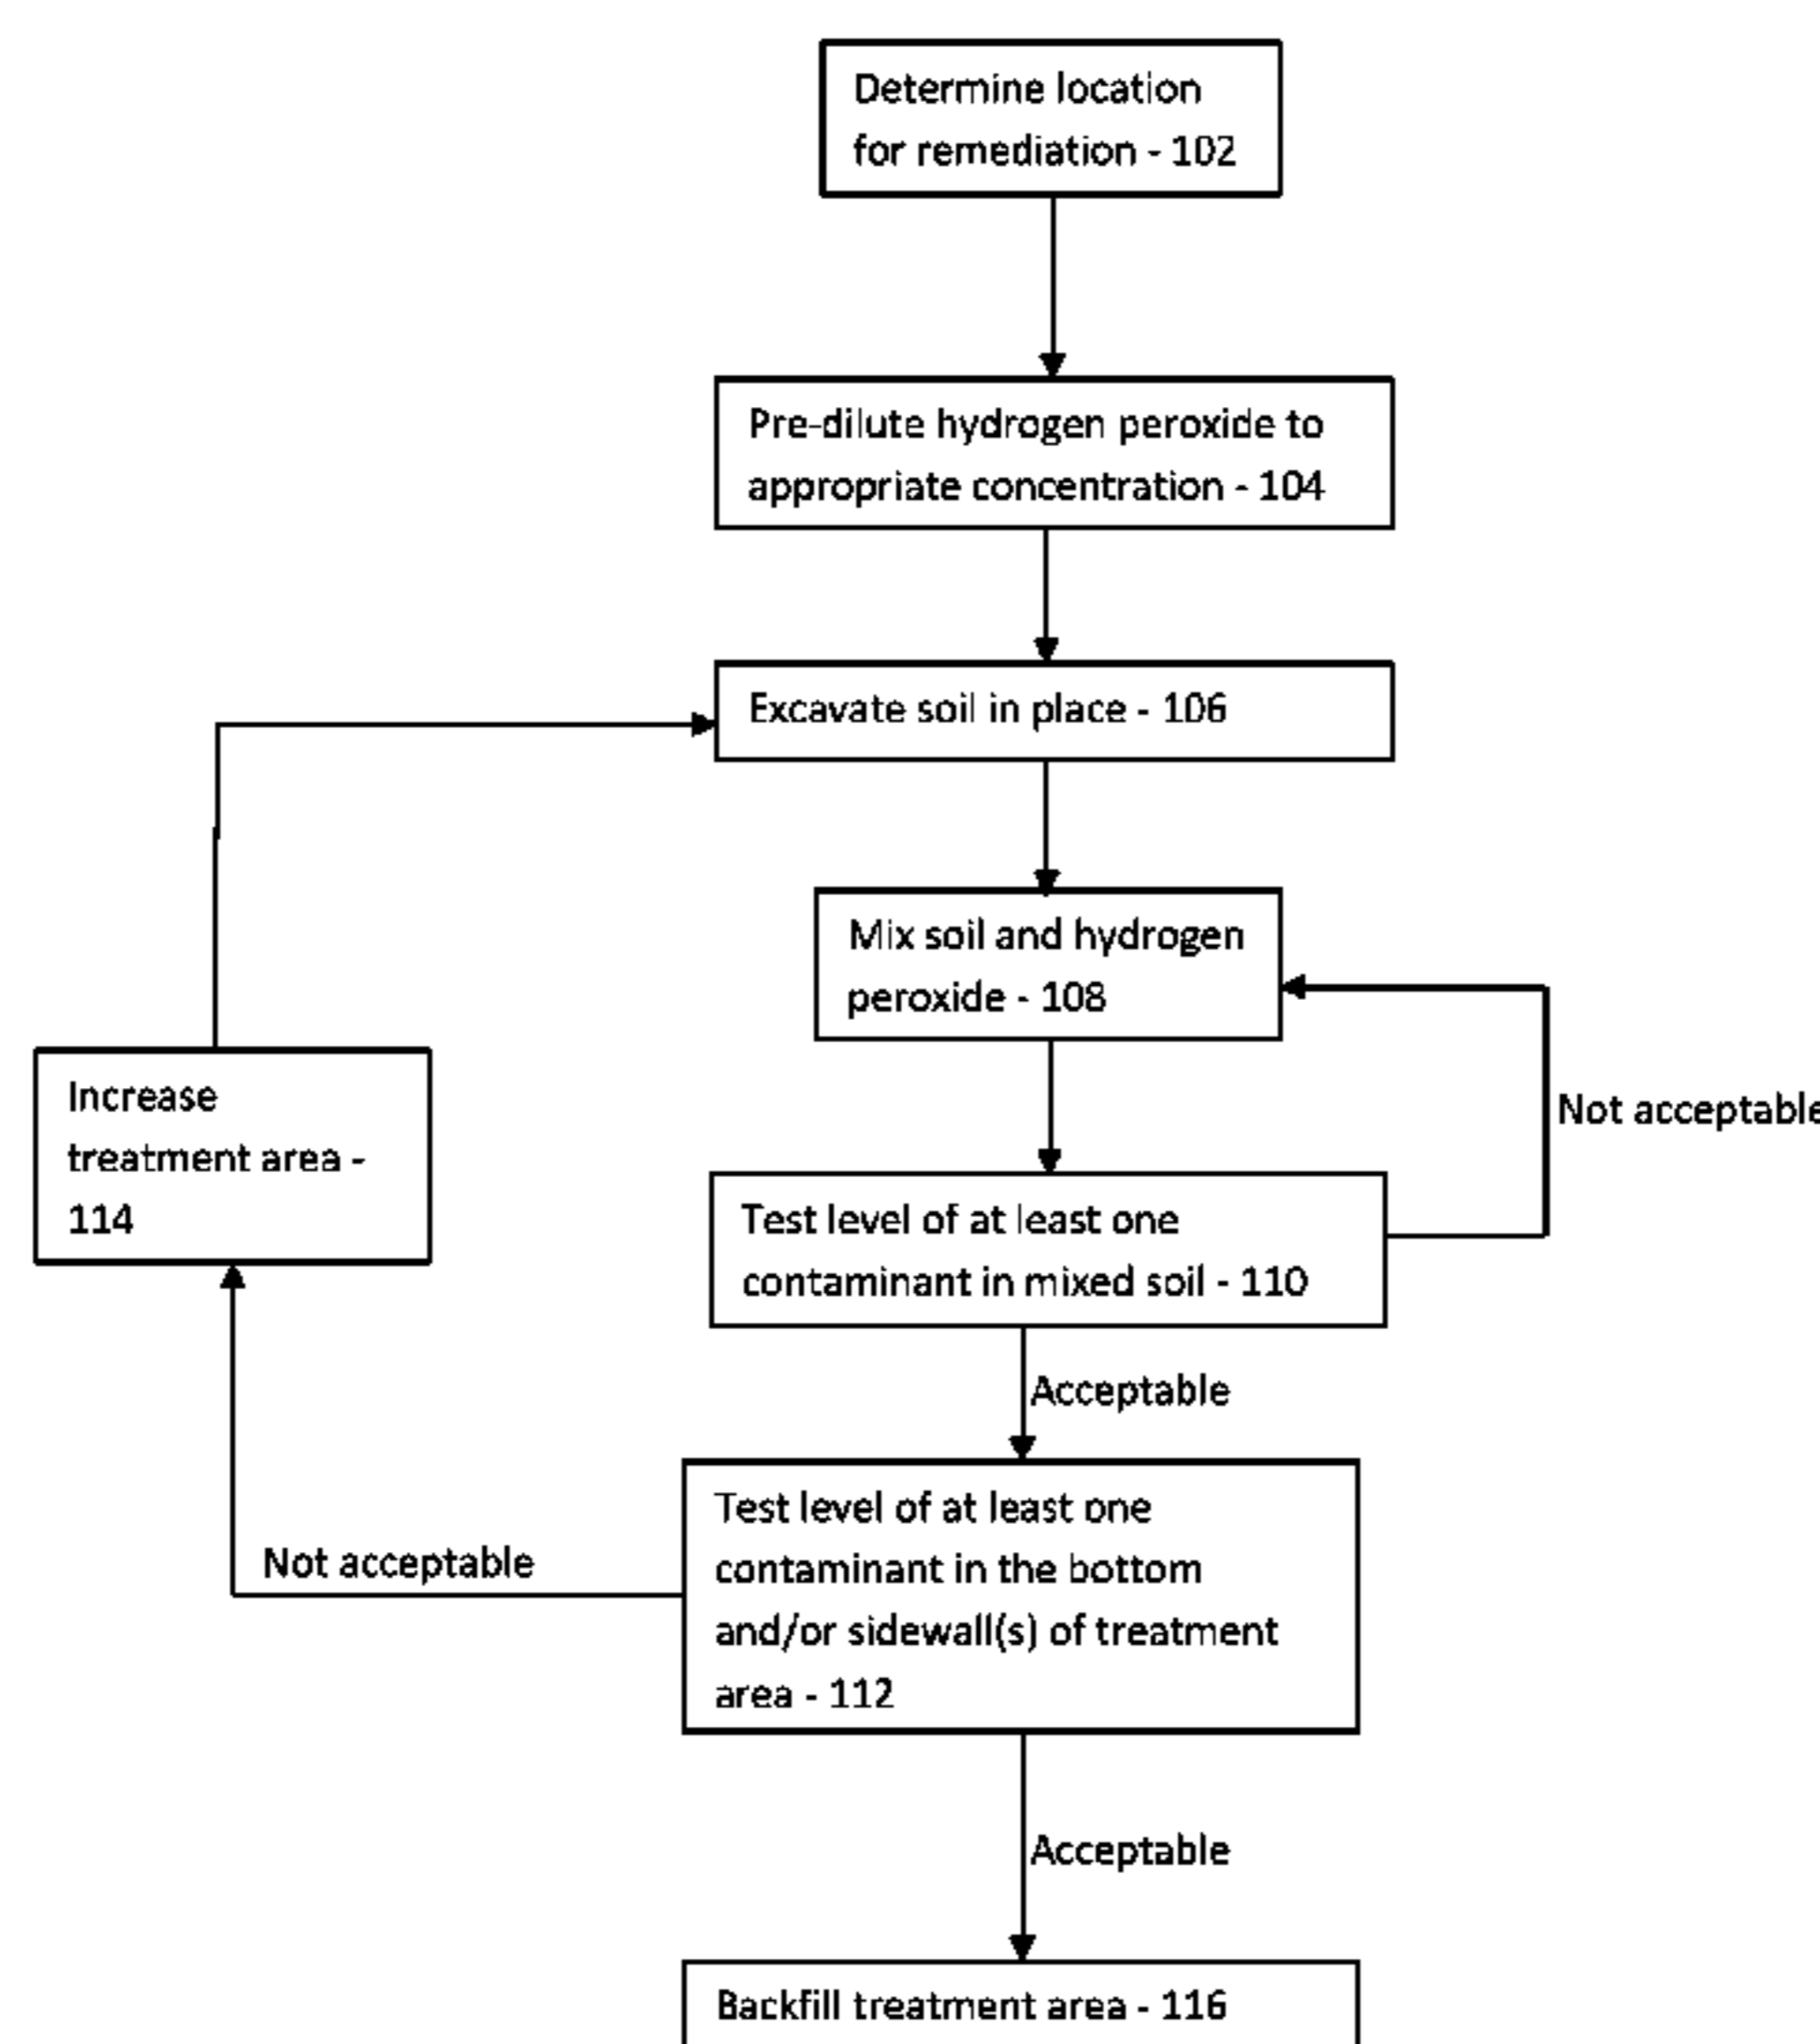 Determine location
for remediation - 102
Pre-dilute hydrogen peroxide to
appropriate concentration - 104
Excavate soil in place - 106
Mix soil and hydrogen
peroxide - 108
Not acceptable
Increase
treatment area -
114
Test level of at least one
contaminant in mixed soil - 110
Acceptable
Test level of at least one
contaminant in the bottom
and/or sidewall(s) of treatment
area - 112
Not acceptable
Acceptable
Backfill treatment area - 116